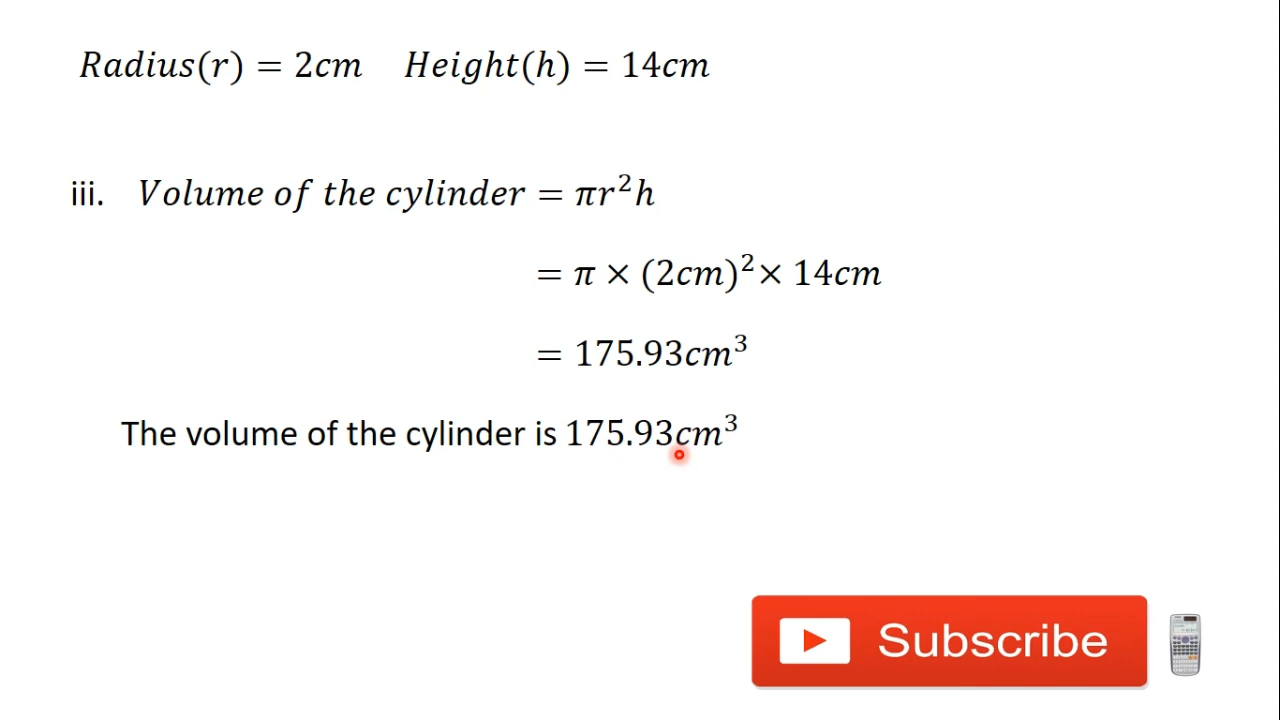 Radius(r) = 2cm Height(h) = 14cm
iii. Volume of the cylinder = πr²h
= π × (2cm)² × 14cm
= 175.93cm³
The volume of the cylinder is 175.93cm³
Subscribe